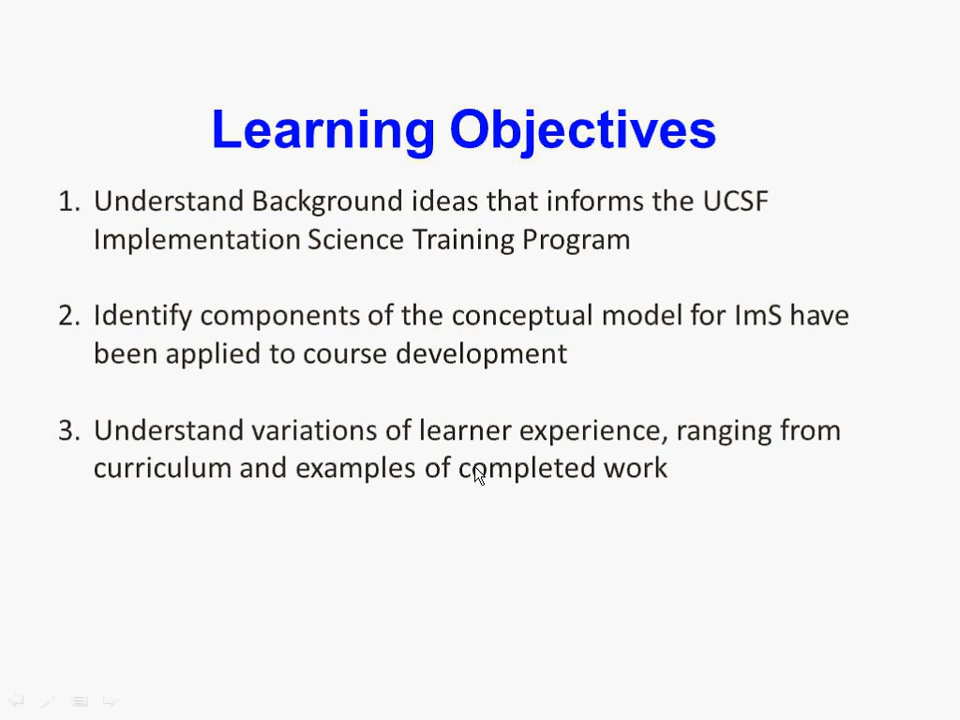 Learning Objectives
1. Understand Background ideas that informs the UCSF
Implementation Science Training Program
2. Identify components of the conceptual model for ImS have
been applied to course development
3. Understand variations of learner experience, ranging from
curriculum and examples of completed work